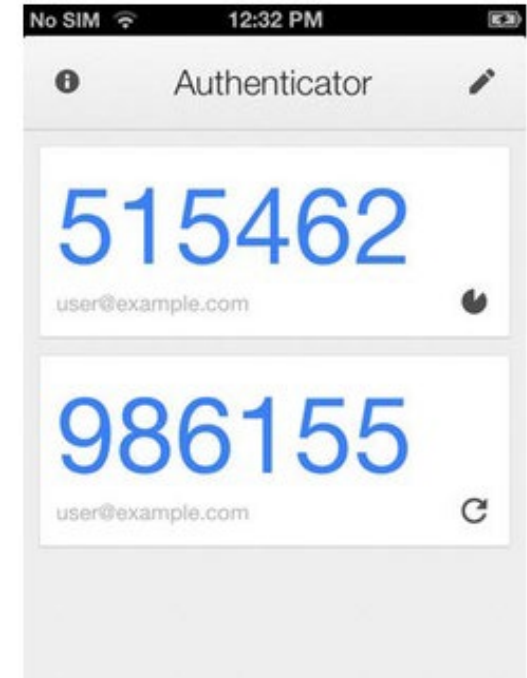 No SIM 12:32 PM
Authenticator
515462
user@example.com
986155
user@example.com